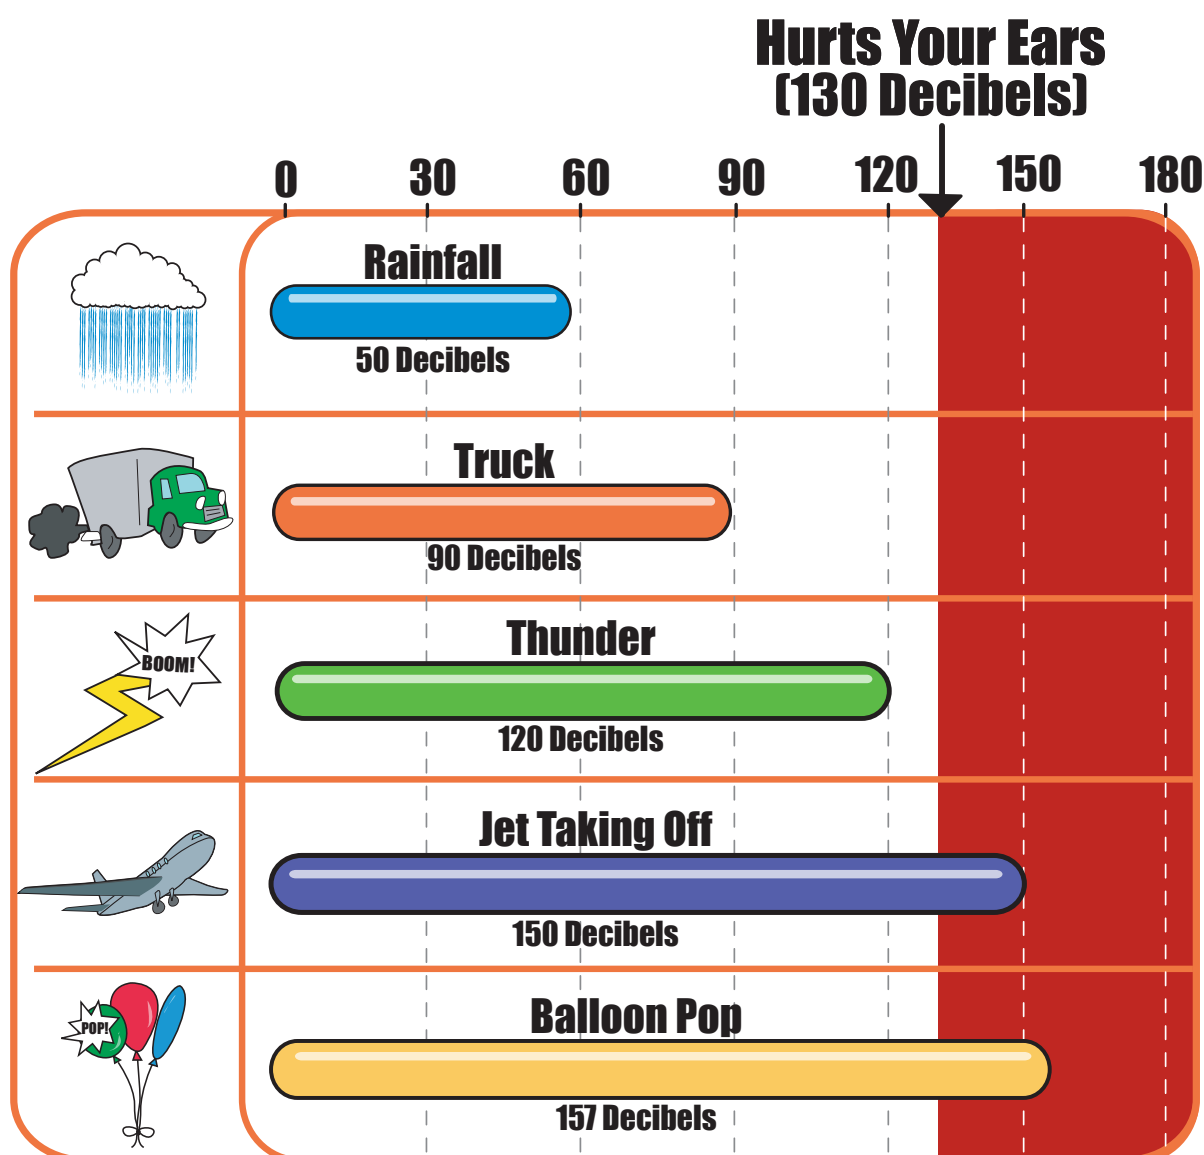 Hurts Your Ears
(130 Decibels)
0 30 60 90 120 150 180
Rainfall
50 Decibels
Truck
90 Decibels
BOOM!
Thunder
120 Decibels
Jet Taking Off
150 Decibels
POP!
Balloon Pop
157 Decibels